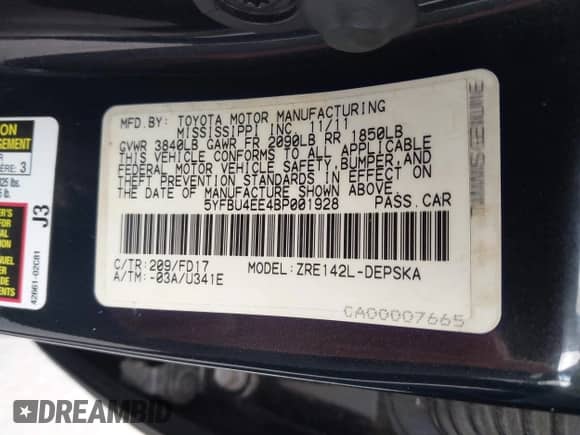 MFD.BY: TOYOTA MOTOR MANUFACTURING
MISSISSIPPI INC. 11/11
GVWR 3840LB GAWR FR 2090LB RR 1850LB
THIS VEHICLE CONFORMS TO ALL APPLICABLE
FEDERAL MOTOR VEHICLE SAFETY,BUMPER,AND
THEFT PREVENTION STANDARDS IN EFFECT ON
THE DATE OF MANUFACTURE SHOWN ABOVE.
5YFBU4EE4BP001928 PASS.CAR
C/TR:209/FD17 MODEL:ZRE142L-DEPSKA
A/TM:-03A/U341E
CA00007665
J3
42661-02C81
DREAMBID